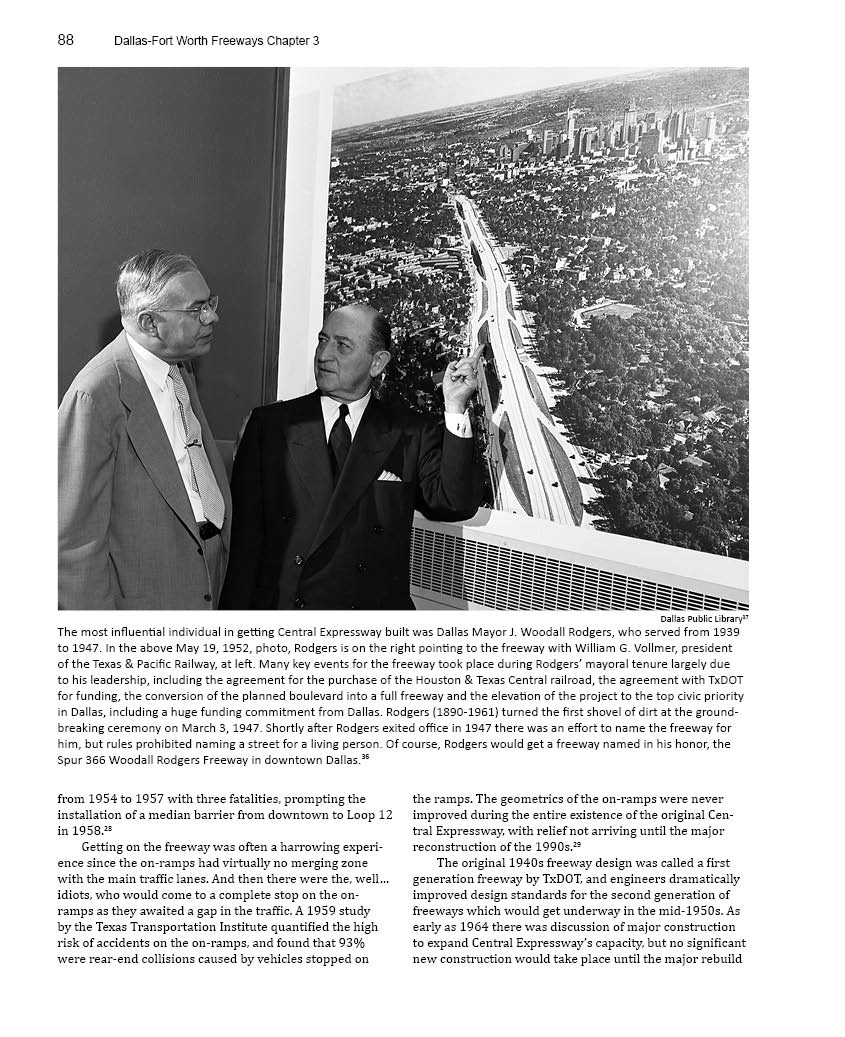 88 Dallas-Fort Worth Freeways Chapter 3
Dallas Public Library³⁷
The most influential individual in getting Central Expressway built was Dallas Mayor J. Woodall Rodgers, who served from 1939
to 1947. In the above May 19, 1952, photo, Rodgers is on the right pointing to the freeway with William G. Vollmer, president
of the Texas & Pacific Railway, at left. Many key events for the freeway took place during Rodgers’ mayoral tenure largely due
to his leadership, including the agreement for the purchase of the Houston & Texas Central railroad, the agreement with TxDOT
for funding, the conversion of the planned boulevard into a full freeway and the elevation of the project to the top civic priority
in Dallas, including a huge funding commitment from Dallas. Rodgers (1890-1961) turned the first shovel of dirt at the ground-
breaking ceremony on March 3, 1947. Shortly after Rodgers exited office in 1947 there was an effort to name the freeway for
him, but rules prohibited naming a street for a living person. Of course, Rodgers would get a freeway named in his honor, the
Spur 366 Woodall Rodgers Freeway in downtown Dallas.³⁶
from 1954 to 1957 with three fatalities, prompting the
installation of a median barrier from downtown to Loop 12
in 1958.²⁸
Getting on the freeway was often a harrowing experi-
ence since the on-ramps had virtually no merging zone
with the main traffic lanes. And then there were the, well...
idiots, who would come to a complete stop on the on-
ramps as they awaited a gap in the traffic. A 1959 study
by the Texas Transportation Institute quantified the high
risk of accidents on the on-ramps, and found that 93%
were rear-end collisions caused by vehicles stopped on
the ramps. The geometrics of the on-ramps were never
improved during the entire existence of the original Cen-
tral Expressway, with relief not arriving until the major
reconstruction of the 1990s.²⁹
The original 1940s freeway design was called a first
generation freeway by TxDOT, and engineers dramatically
improved design standards for the second generation of
freeways which would get underway in the mid-1950s. As
early as 1964 there was discussion of major construction
to expand Central Expressway’s capacity, but no significant
new construction would take place until the major rebuild